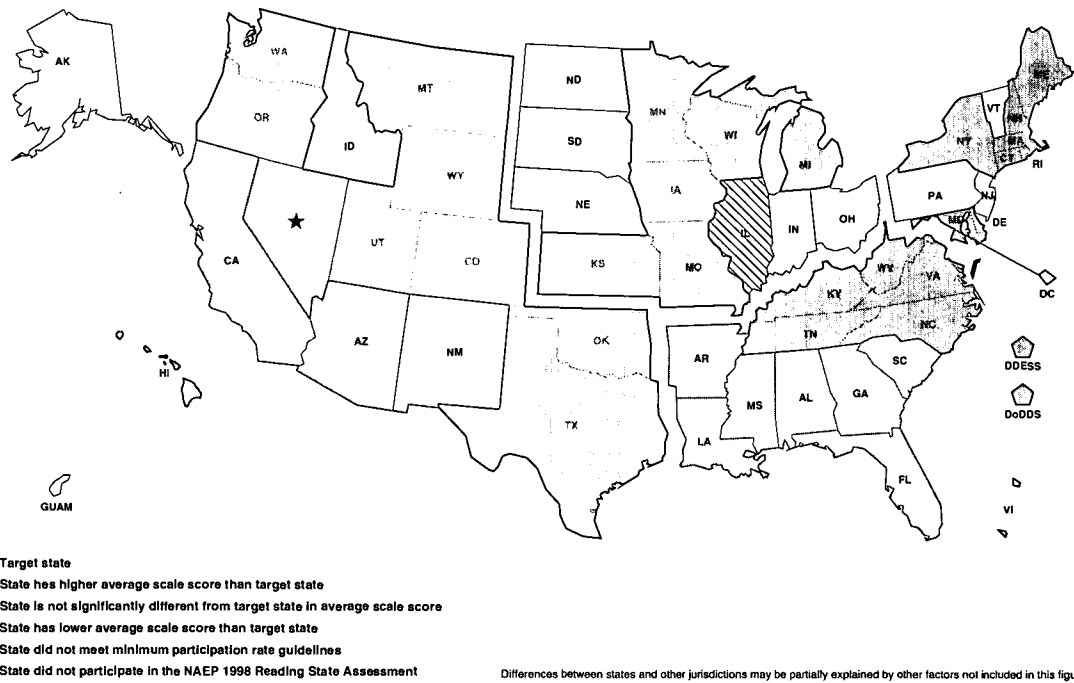 AK
WA
MT
ND
MN
ME
VT
NH
OR
ID
SD
WI
MI
NY
MA
CT
RI
WY
NE
IA
PA
NJ
IL
IN
OH
DE
MD
UT
CO
KS
MO
CA
WV
VA
KY
DC
NC
TN
AZ
NM
OK
AR
SC
HI
DDESS
MS
AL
GA
DoDDS
TX
LA
FL
GUAM
VI
Target state
State hes higher average scale score than target state
State is not significantly different from target state in average scale score
State has lower average scale score than target state
State did not meet minimum participation rate guidelines
State did not participate in the NAEP 1998 Reading State Assessment
Differences between states and other jurisdictions may be partially explained by other factors not included in this figu